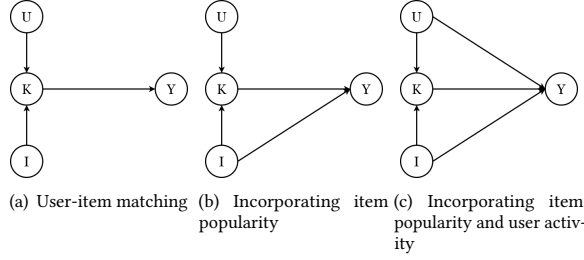 U
U
U
K
Y
K
Y
K
Y
I
I
I
(a) User-item matching
(b) Incorporating item
popularity
(c) Incorporating item
popularity and user activ-
ity